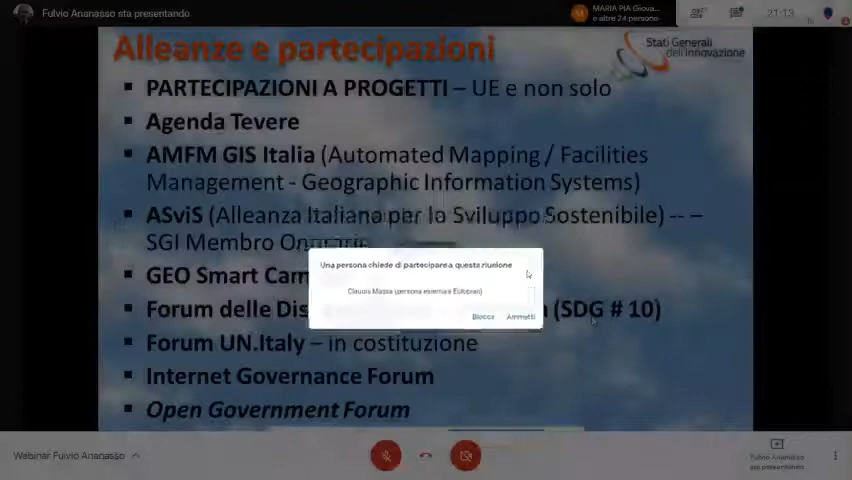 Fulvio Ananasso sta presentando
MARIA PIA Giova...
e altre 24 persone
21:13
Alleanze e partecipazioni
Stati Generali
dell'Innovazione
▪ PARTECIPAZIONI A PROGETTI – UE e non solo
▪ Agenda Tevere
▪ AMFM GIS Italia (Automated Mapping / Facilities
Management - Geographic Information Systems)
▪ ASviS (Alleanza Italiana per lo Sviluppo Sostenibile) -- –
SGI Membro
Una persona chiede di partecipare a questa riunione
▪ GEO Smart Cam
Claudia Massa (persona esterna a
▪ Forum delle Dis
(SDG # 10)
Blocca Ammetti
▪ Forum UN.Italy – in costituzione
▪ Internet Governance Forum
▪ Open Government Forum
Webinar Fulvio Ananasso
Fulvio Ananasso
sta presentando